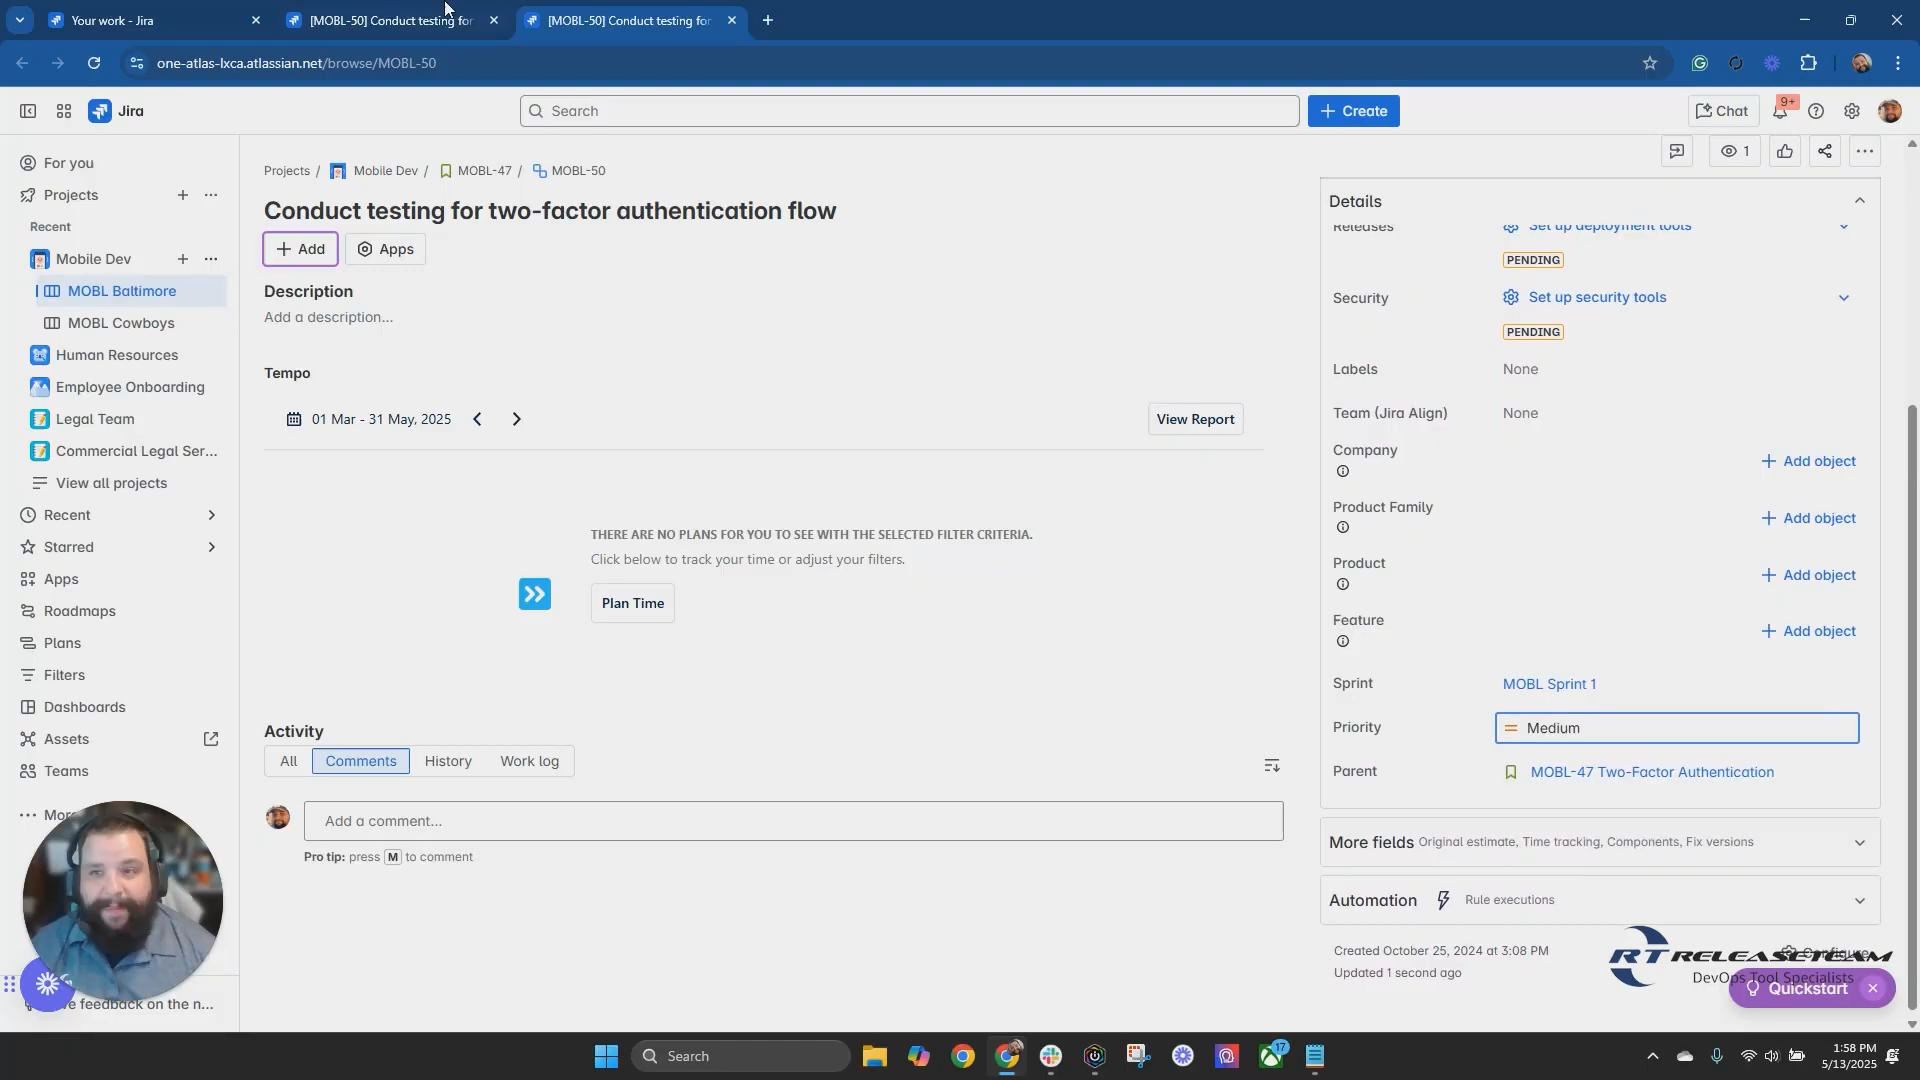 Your work - Jira
[MOBL-50] Conduct testing for
[MOBL-50] Conduct testing for
one-atlas-lxca.atlassian.net/browse/MOBL-50
Jira
Search
Create
Chat
9+
For you
Projects
Recent
Mobile Dev
MOBL Baltimore
MOBL Cowboys
Human Resources
Employee Onboarding
Legal Team
Commercial Legal Ser...
View all projects
Recent
Starred
Apps
Roadmaps
Plans
Filters
Dashboards
Assets
Teams
feedback on the n...
Projects / Mobile Dev / MOBL-47 / MOBL-50
1
Conduct testing for two-factor authentication flow
Add
Apps
Description
Add a description...
Tempo
01 Mar - 31 May, 2025
View Report
THERE ARE NO PLANS FOR YOU TO SEE WITH THE SELECTED FILTER CRITERIA.
Click below to track your time or adjust your filters.
Plan Time
Activity
All
Comments
History
Work log
Add a comment...
Pro tip: press M to comment
Details
Releases
Set up deployment tools
PENDING
Security
Set up security tools
PENDING
Labels
None
Team (Jira Align)
None
Company
Add object
Product Family
Add object
Product
Add object
Feature
Add object
Sprint
MOBL Sprint 1
Priority
Medium
Parent
MOBL-47 Two-Factor Authentication
More fields Original estimate, Time tracking, Components, Fix versions
Automation
Rule executions
Created October 25, 2024 at 3:08 PM
Updated 1 second ago
Configure
RT RELEASETEAM
DevOps Tool Specialists
Quickstart
Search
17
1:58 PM
5/13/2025